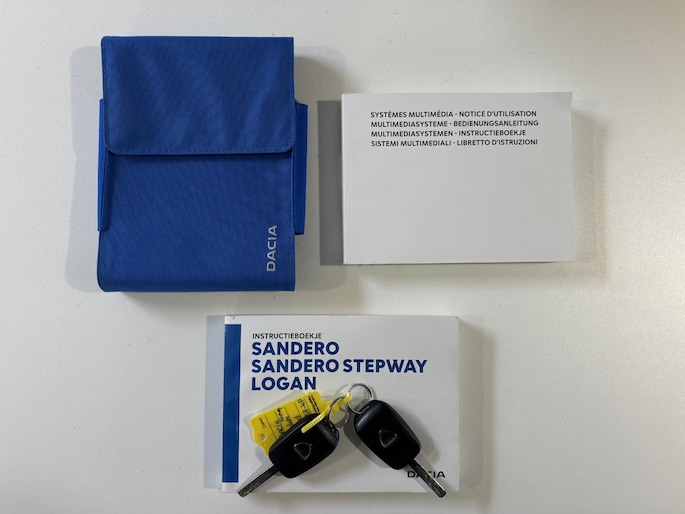 DACIA
SYSTÈMES MULTIMÉDIA - NOTICE D'UTILISATION
MULTIMEDIASYSTEME - BEDIENUNGSANLEITUNG
MULTIMEDIASYSTEMEN - INSTRUCTIEBOEKJE
SISTEMI MULTIMEDIALI - LIBRETTO D'ISTRUZIONI
INSTRUCTIEBOEKJE
SANDERO
SANDERO STEPWAY
LOGAN
DACIA